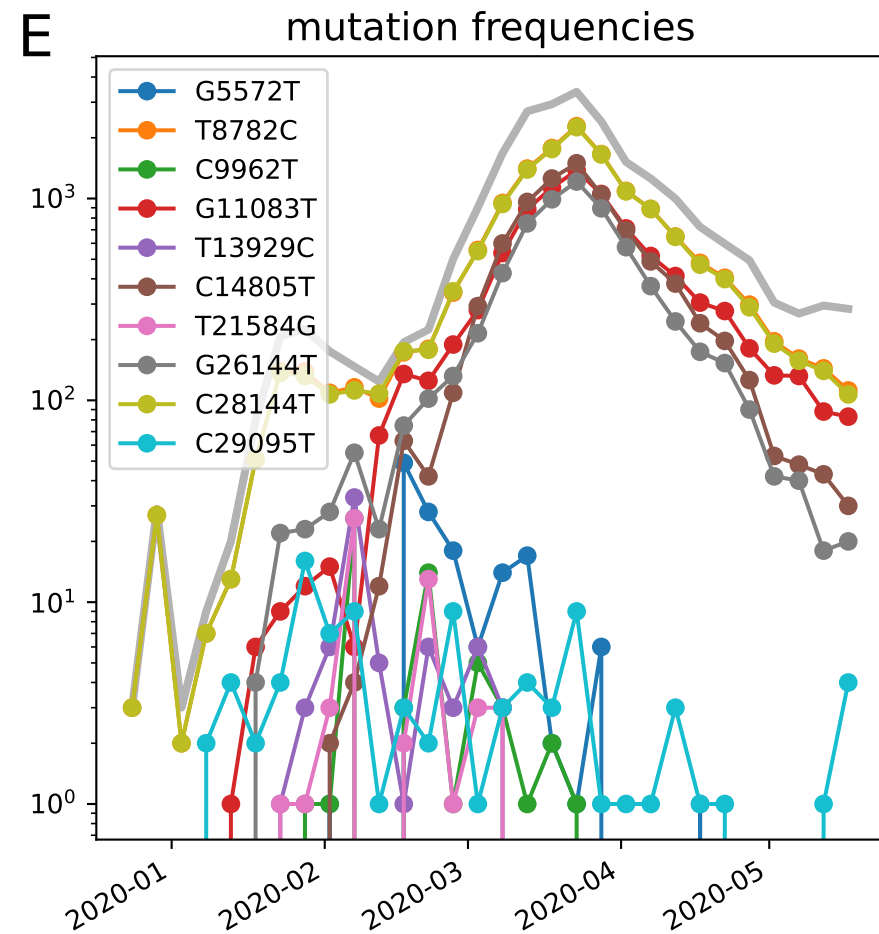 E
mutation frequencies
G5572T
T8782C
C9962T
G11083T
T13929C
C14805T
T21584G
G26144T
C28144T
C29095T
10³
10²
10¹
10⁰
2020-01
2020-02
2020-03
2020-04
2020-05